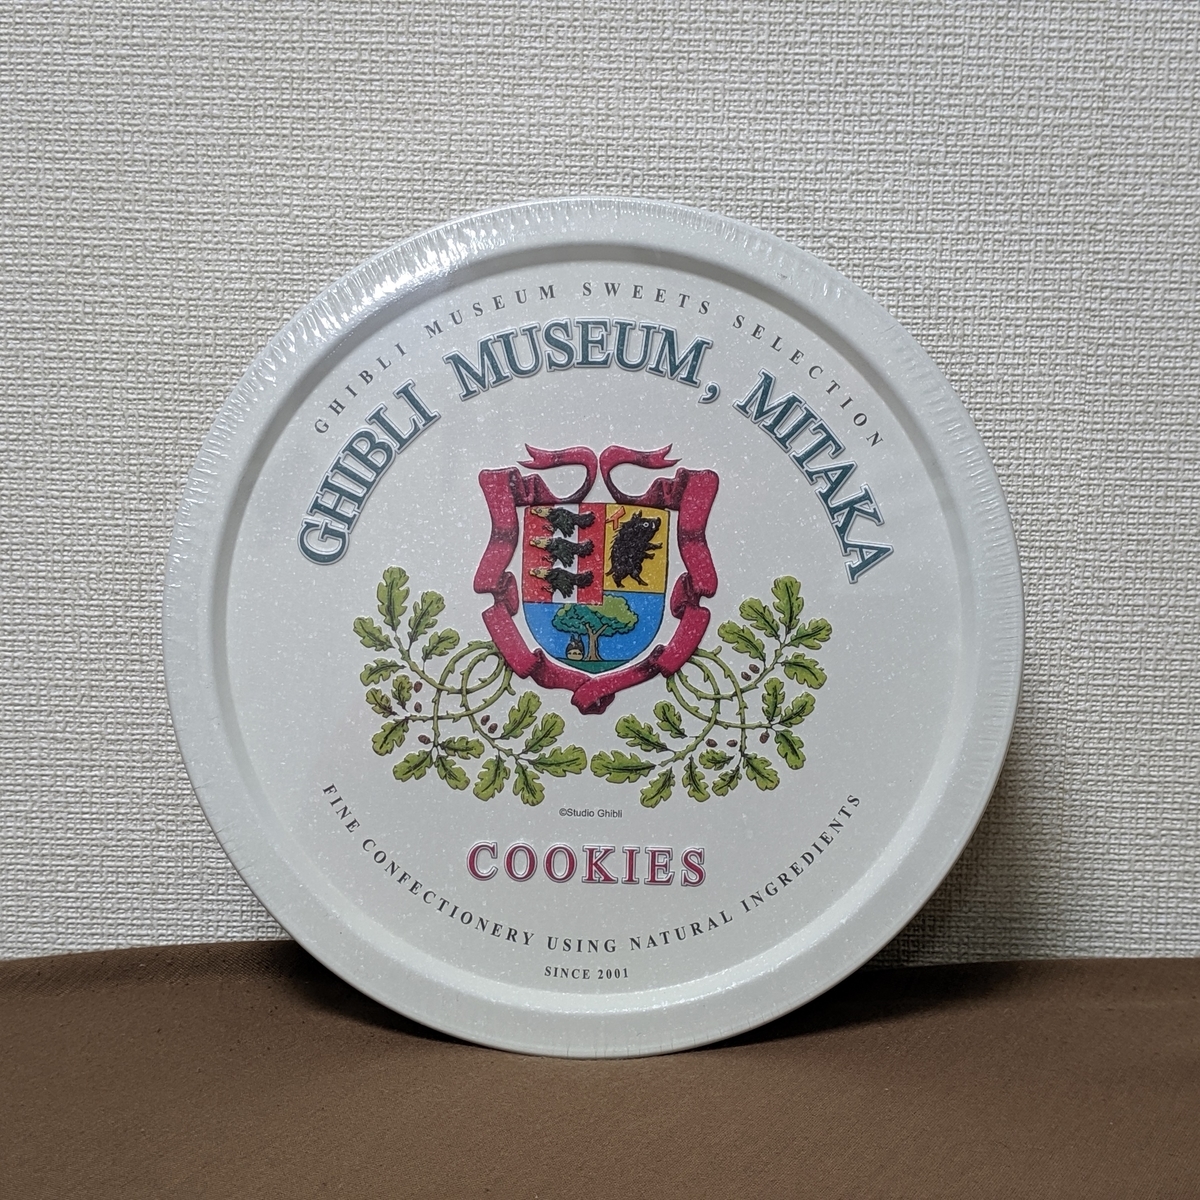 GHIBLI MUSEUM SWEETS SELECTION
GHIBLI MUSEUM, MITAKA
©Studio Ghibli
COOKIES
FINE CONFECTIONERY USING NATURAL INGREDIENTS
SINCE 2001